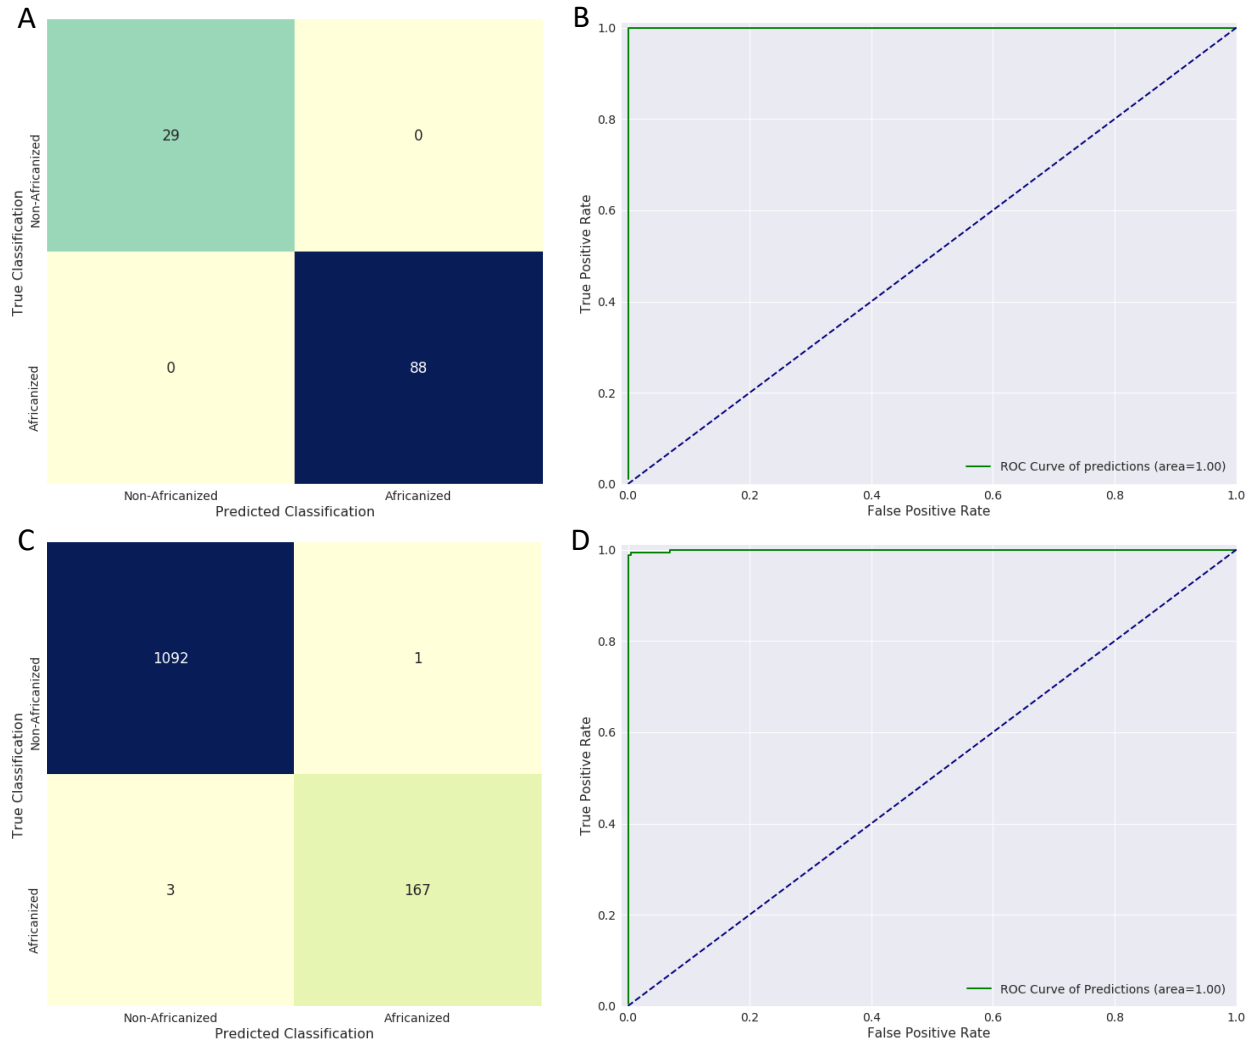 A
True Classification
Non-Africanized
Africanized
29
0
0
88
Non-Africanized
Africanized
Predicted Classification
B
True Positive Rate
1.0
0.8
0.6
0.4
0.2
0.0
ROC Curve of predictions (area=1.00)
0.0
0.2
0.4
0.6
0.8
1.0
False Positive Rate
C
True Classification
Non-Africanized
Africanized
1092
1
3
167
Non-Africanized
Africanized
Predicted Classification
D
True Positive Rate
1.0
0.8
0.6
0.4
0.2
0.0
ROC Curve of Predictions (area=1.00)
0.0
0.2
0.4
0.6
0.8
1.0
False Positive Rate